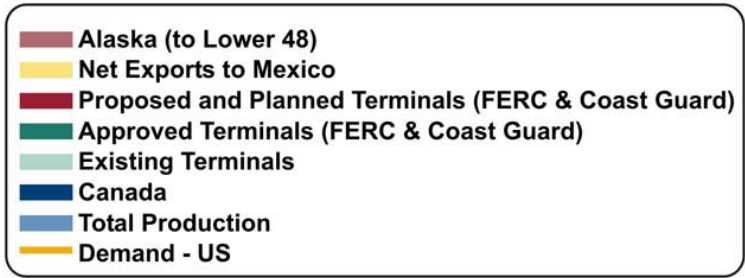 Alaska (to Lower 48)
Net Exports to Mexico
Proposed and Planned Terminals (FERC & Coast Guard)
Approved Terminals (FERC & Coast Guard)
Existing Terminals
Canada
Total Production
Demand - US